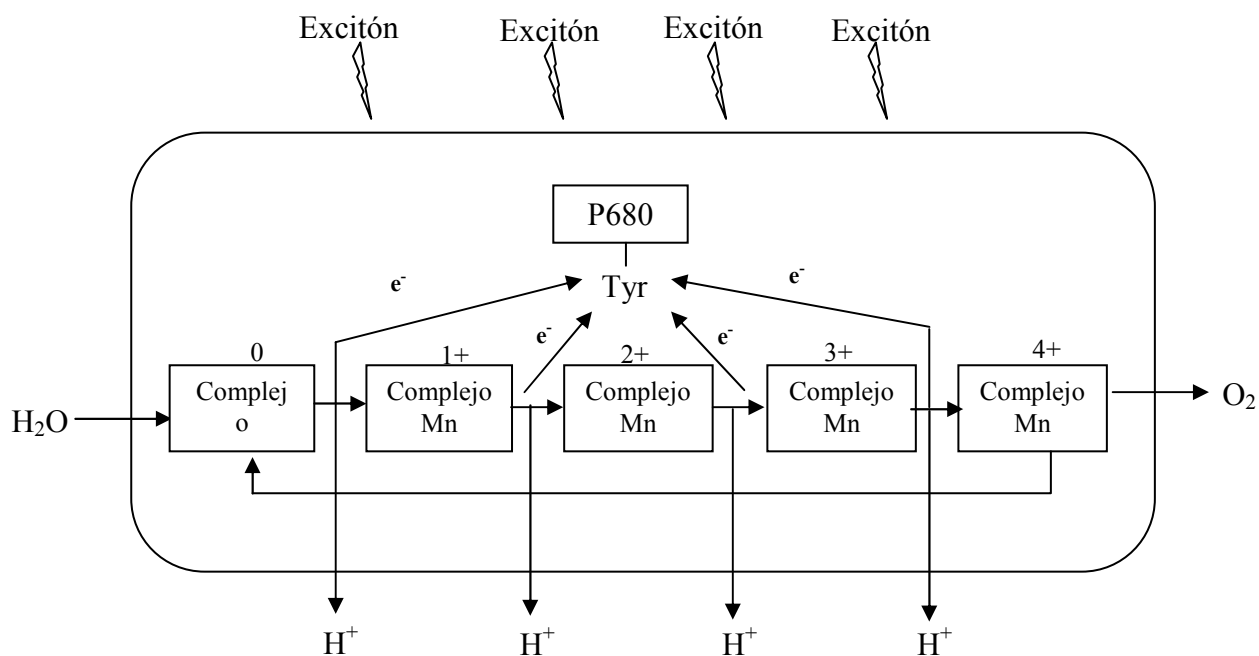 Excitón Excitón Excitón Excitón
P680
Tyr
e⁻ e⁻
e⁻ e⁻
0 1+ 2+ 3+ 4+
Complej Complejo Complejo Complejo Complejo
o Mn Mn Mn Mn
H₂O O₂
H⁺ H⁺ H⁺ H⁺